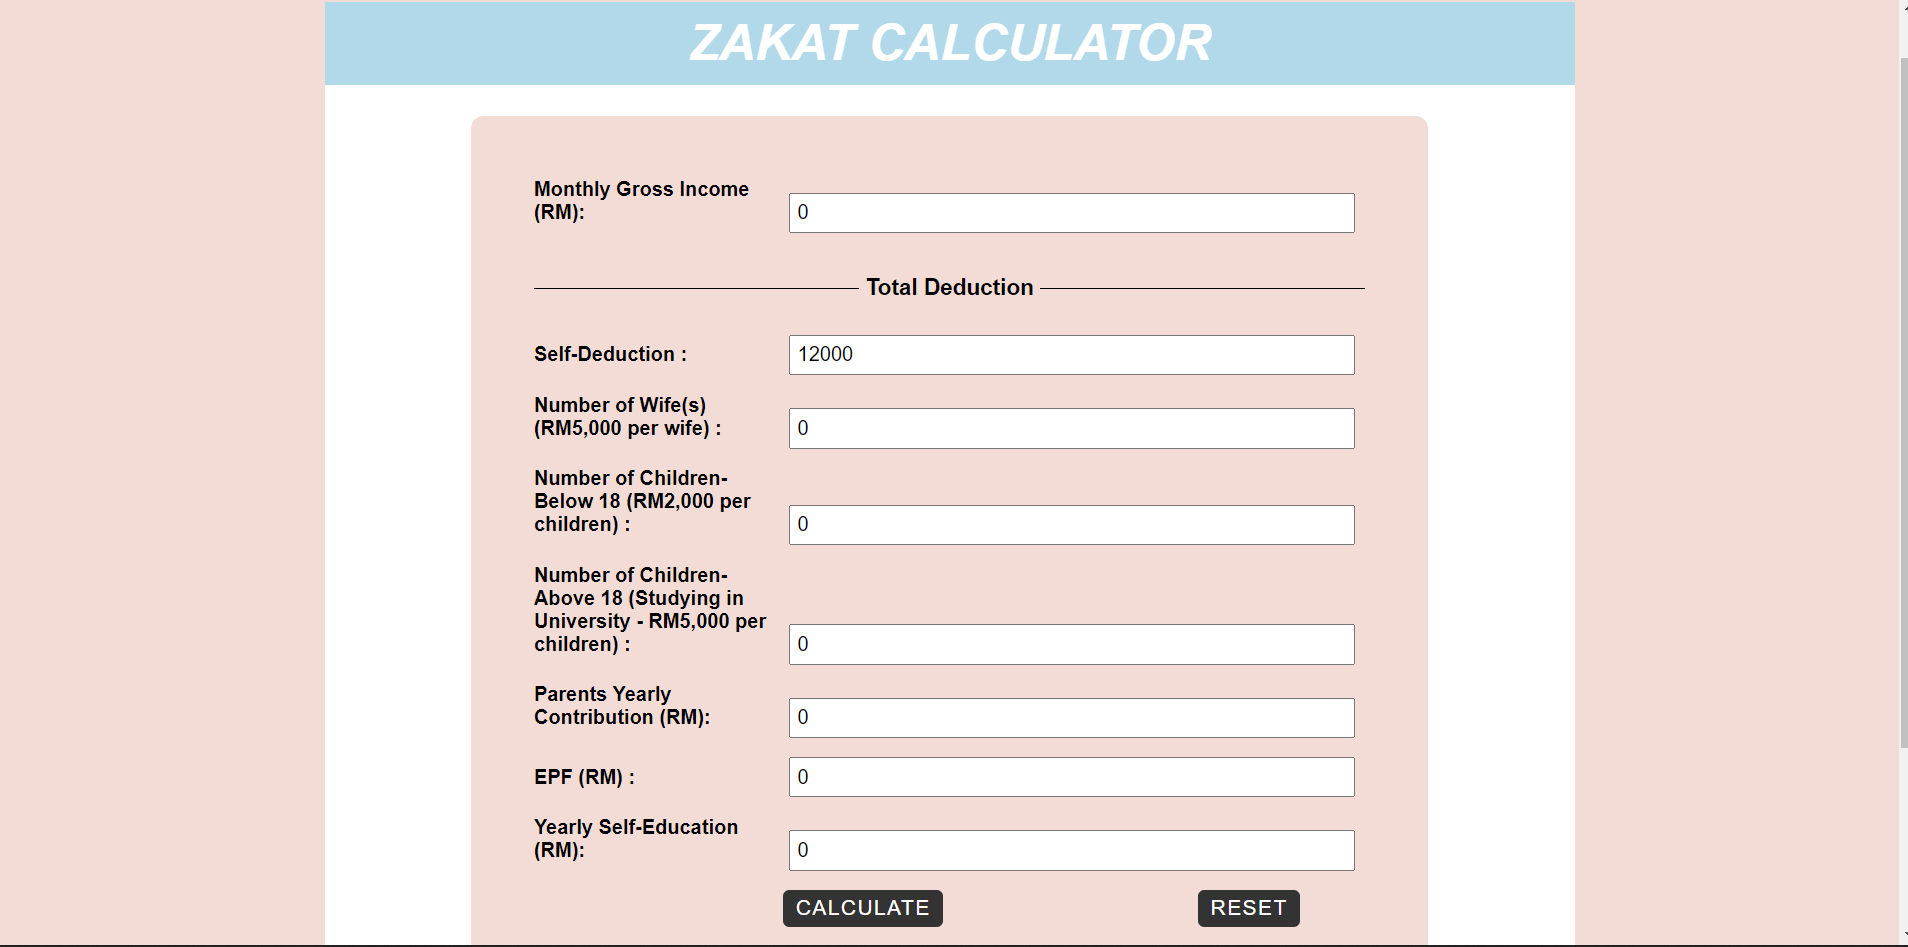 ZAKAT CALCULATOR
Monthly Gross Income
(RM):
0
Total Deduction
Self-Deduction :
12000
Number of Wife(s)
(RM5,000 per wife) :
0
Number of Children-
Below 18 (RM2,000 per
children) :
0
Number of Children-
Above 18 (Studying in
University - RM5,000 per
children) :
0
Parents Yearly
Contribution (RM):
0
EPF (RM) :
0
Yearly Self-Education
(RM):
0
CALCULATE
RESET